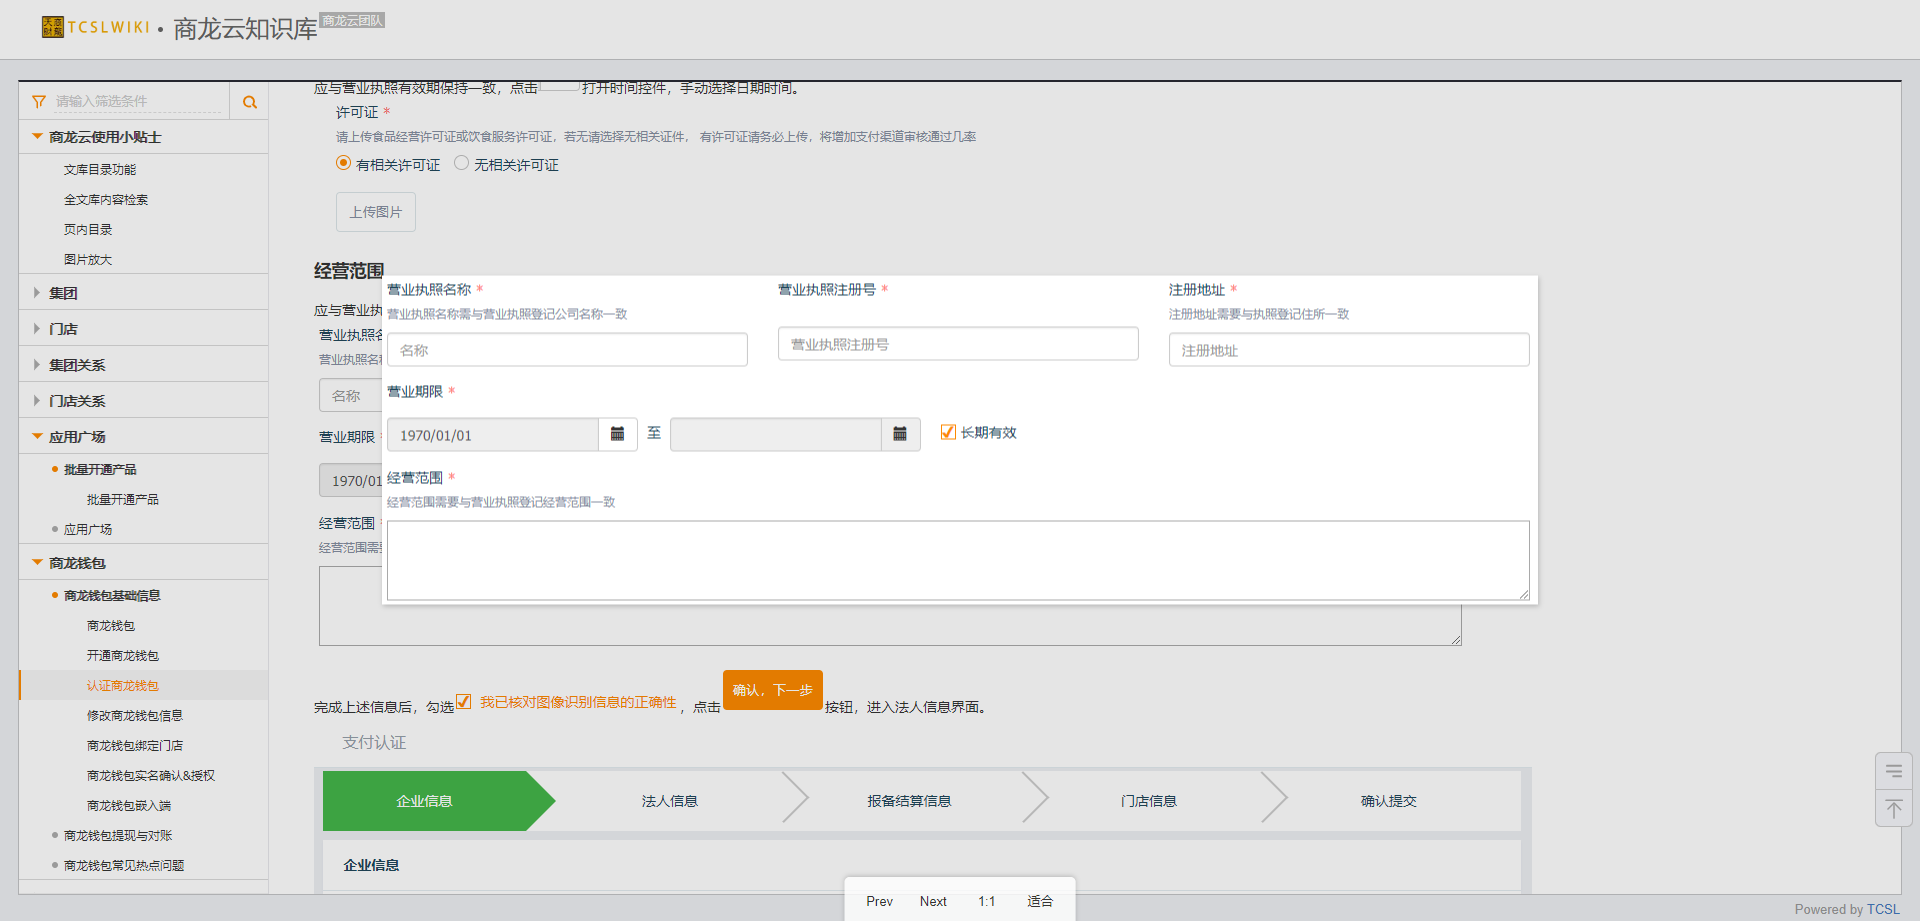 TCSLWIKI • 商龙云知识库 商龙云团队
请输入筛选条件
商龙云使用小贴士
文库目录功能
全文库内容检索
页内目录
图片放大
集团
门店
集团关系
门店关系
应用广场
批量开通产品
批量开通产品
应用广场
商龙钱包
商龙钱包基础信息
商龙钱包
开通商龙钱包
认证商龙钱包
修改商龙钱包信息
商龙钱包绑定门店
商龙钱包实名确认&授权
商龙钱包嵌入端
商龙钱包提现与对账
商龙钱包常见热点问题
应与营业执照有效期保持一致，点击 打开时间控件，手动选择日期时间。
许可证 *
请上传食品经营许可证或饮食服务许可证，若无请选择无相关证件， 有许可证请务必上传，将增加支付渠道审核通过几率
有相关许可证 无相关许可证
上传图片
经营范围
应与营业执
营业执照名
营业执照名称
名称
营业期限
1970/01
经营范围
经营范围需
营业执照名称 * 营业执照注册号 * 注册地址 *
营业执照名称需与营业执照登记公司名称一致 注册地址需要与执照登记住所一致
名称 营业执照注册号 注册地址
营业期限 *
1970/01/01 至 长期有效
经营范围 *
经营范围需要与营业执照登记经营范围一致
完成上述信息后，勾选 我已核对图像识别信息的正确性 ，点击 确认，下一步 按钮，进入法人信息界面。
支付认证
企业信息 法人信息 报备结算信息 门店信息 确认提交
企业信息
Prev Next 1:1 适合
Powered by TCSL